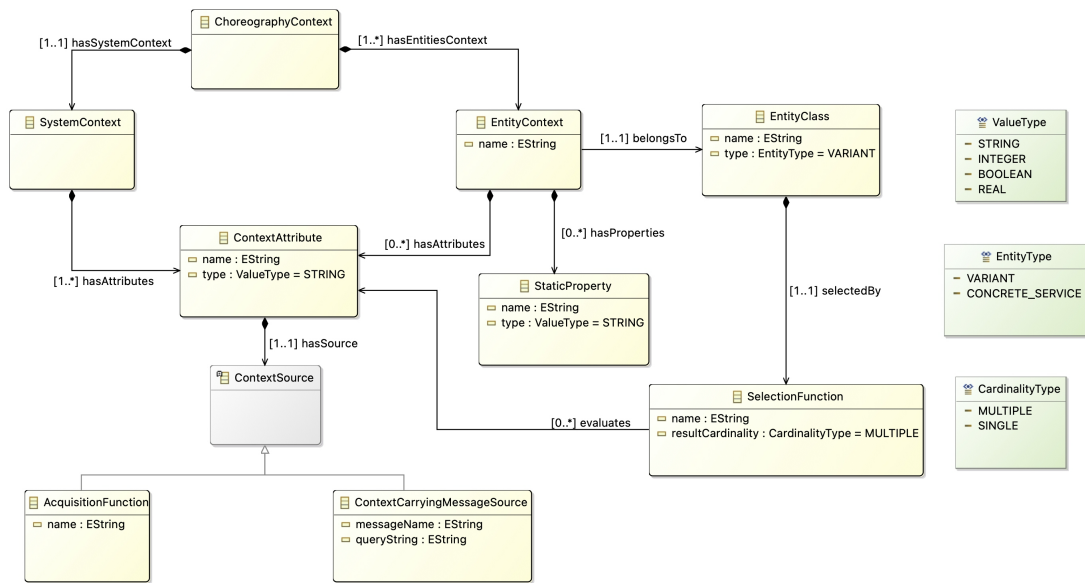 ChoreographyContext
[1..1] hasSystemContext
[1..*] hasEntitiesContext
SystemContext
EntityContext
name : EString
[1..1] belongsTo
EntityClass
name : EString
type : EntityType = VARIANT
ValueType
STRING
INTEGER
BOOLEAN
REAL
ContextAttribute
name : EString
type : ValueType = STRING
[1..*] hasAttributes
[0..*] hasAttributes
[0..*] hasProperties
StaticProperty
name : EString
type : ValueType = STRING
[1..1] selectedBy
EntityType
VARIANT
CONCRETE_SERVICE
[1..1] hasSource
ContextSource
[0..*] evaluates
SelectionFunction
name : EString
resultCardinality : CardinalityType = MULTIPLE
CardinalityType
MULTIPLE
SINGLE
AcquisitionFunction
name : EString
ContextCarryingMessageSource
messageName : EString
queryString : EString